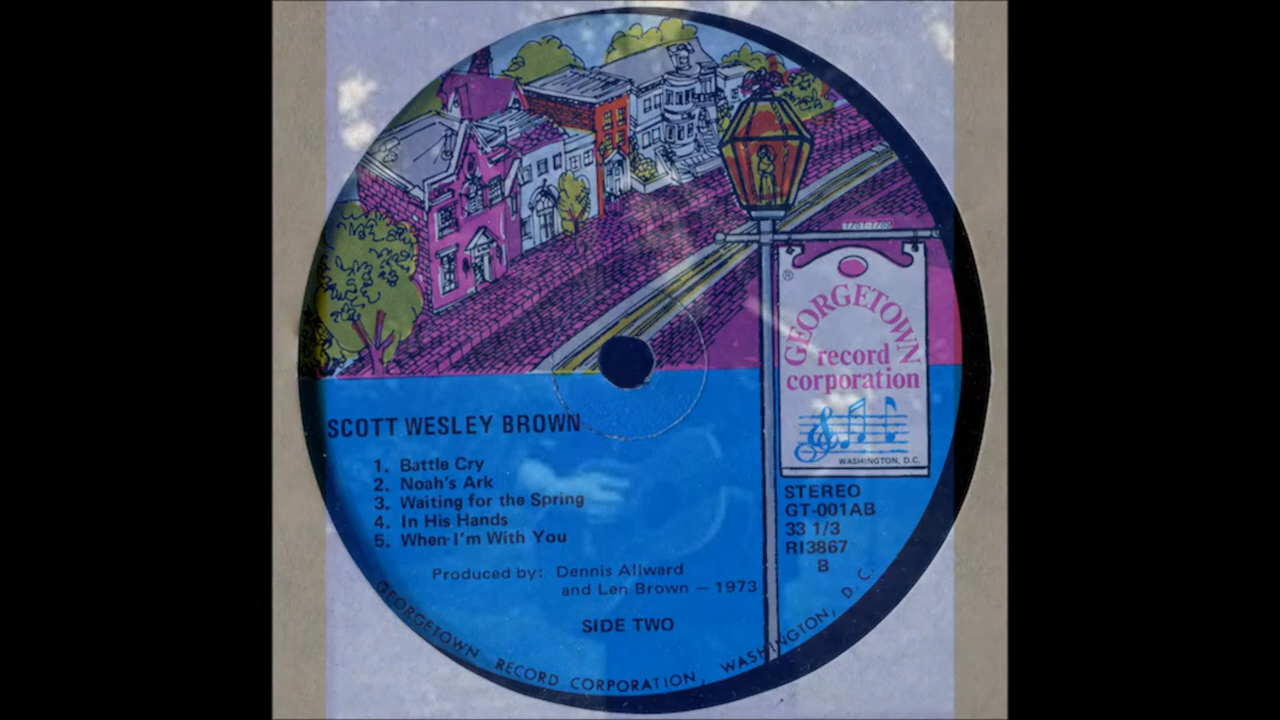 GEORGETOWN
record
corporation
WASHINGTON, D.C.
®
SCOTT WESLEY BROWN
1. Battle Cry
2. Noah's Ark
3. Waiting for the Spring
4. In His Hands
5. When I'm With You
STEREO
GT-001AB
33 1/3
RI3867
B
Produced by: Dennis Allward
and Len Brown — 1973
SIDE TWO
GEORGETOWN RECORD CORPORATION, WASHINGTON, D.C.